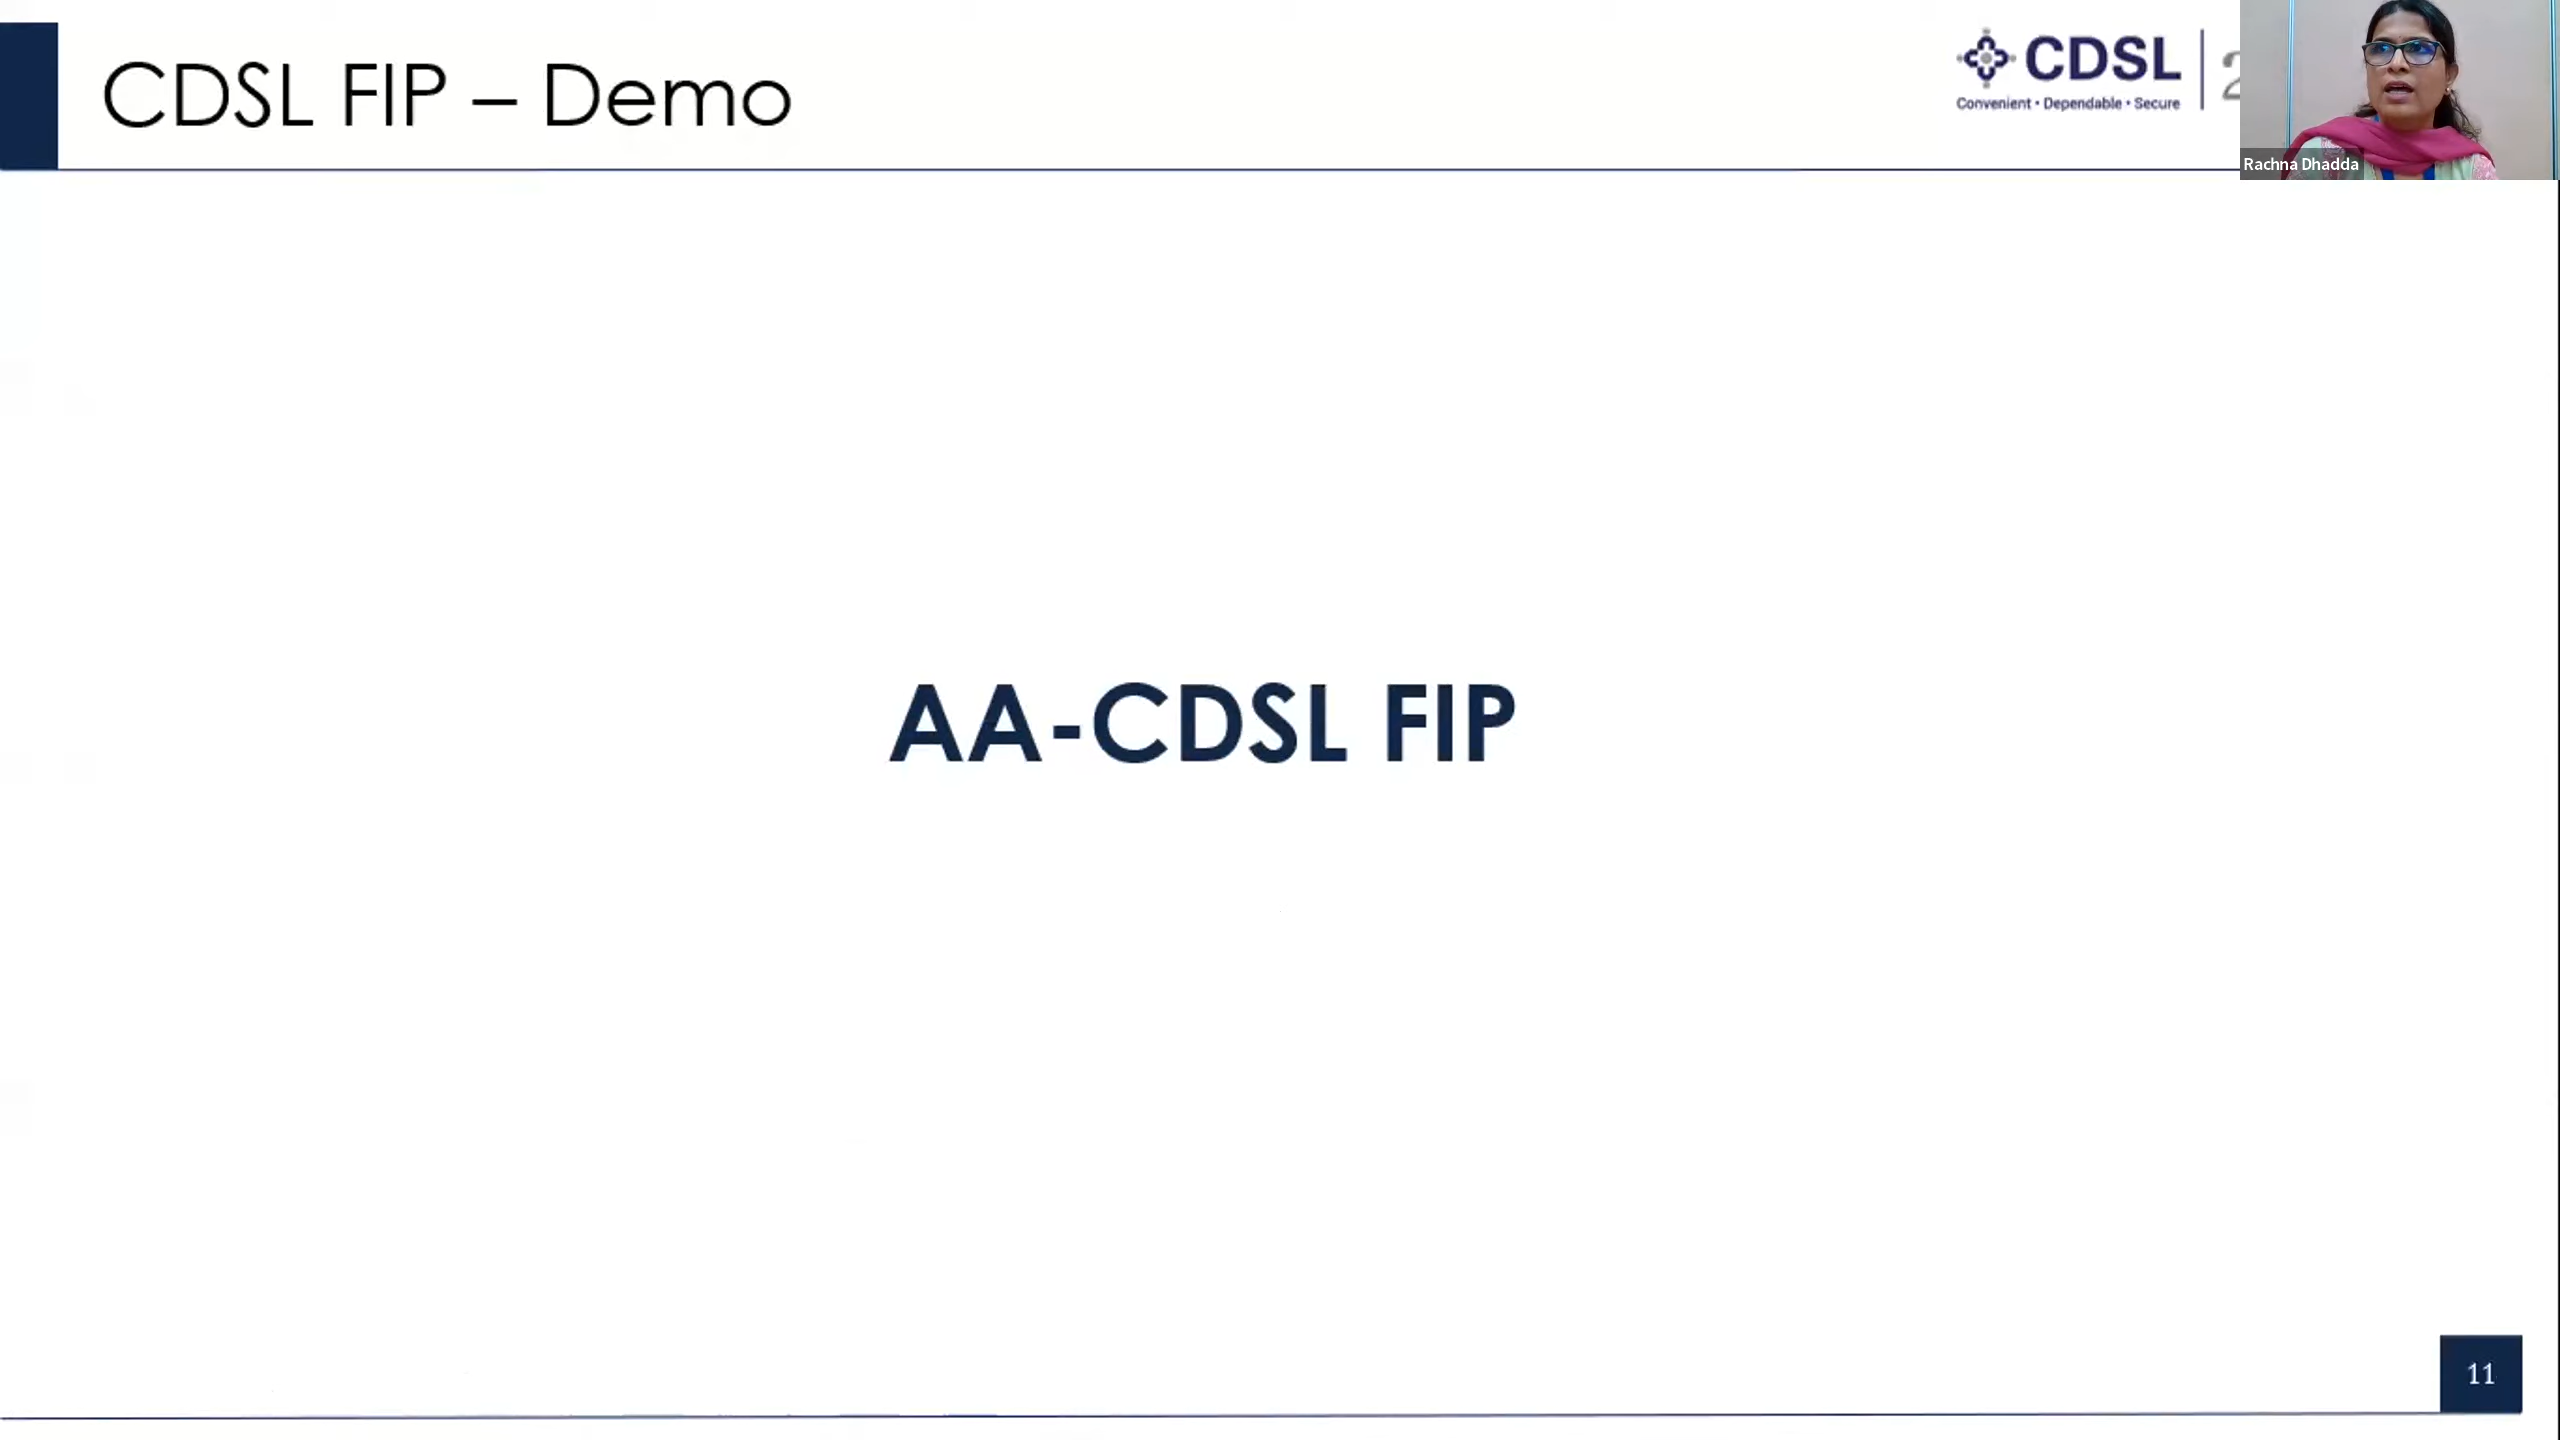 CDSL FIP – Demo
CDSL
Convenient • Dependable • Secure
Rachna Dhadda
AA-CDSL FIP
11